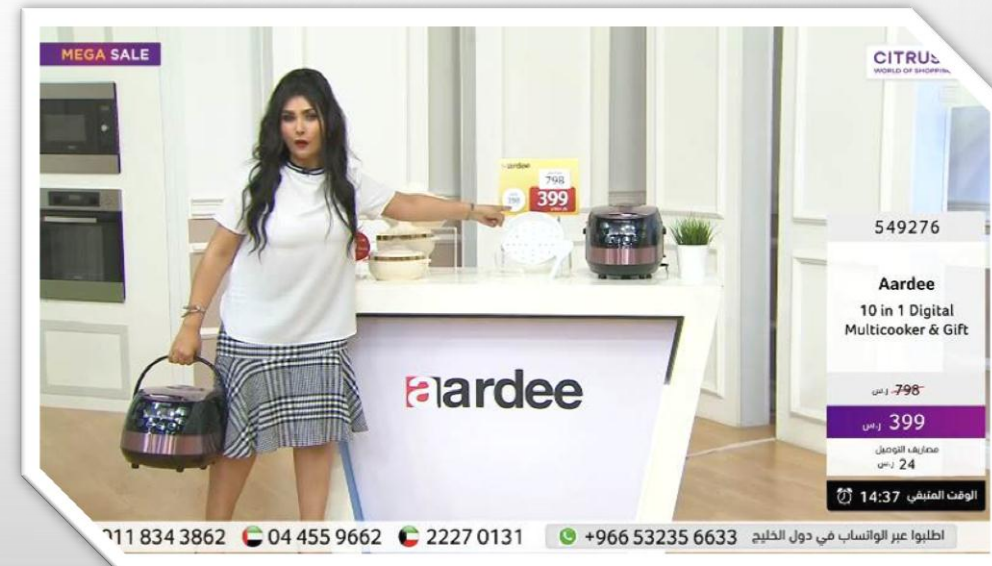 MEGA SALE
CITRUS
WORLD OF SHOPPING
aardee
798
399
aardee
549276
Aardee
10 in 1 Digital
Multicooker & Gift
798 ر.س
399 ر.س
مصاريف التوصيل
24 ر.س
الوقت المتبقي 14:37
011 834 3862 04 455 9662 2227 0131 +966 53235 6633 اطلبوا عبر الواتساب في دول الخليج